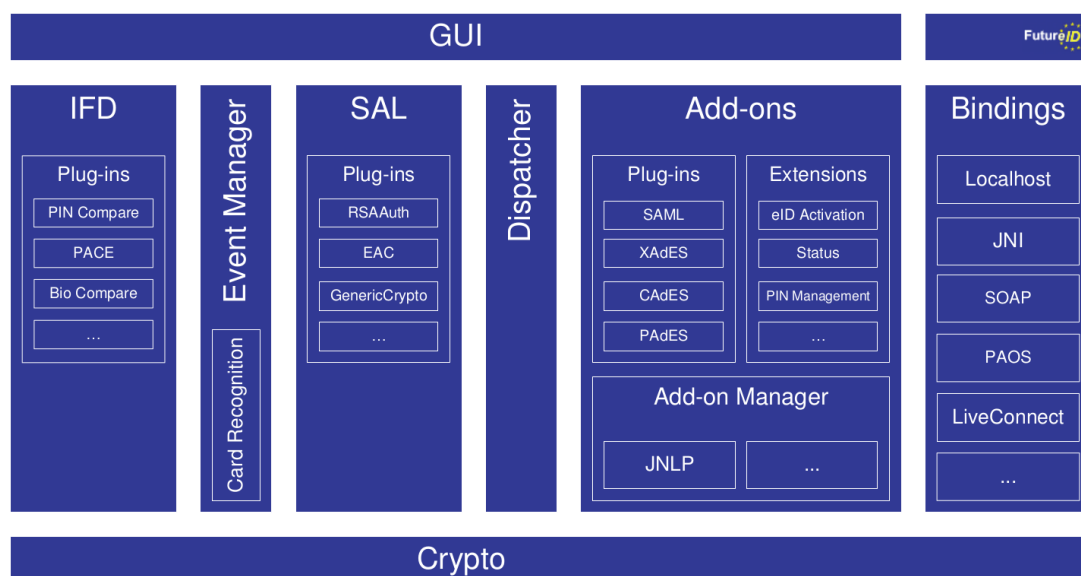 GUI
FutureID
IFD
Plug-ins
PIN Compare
PACE
Bio Compare
...
Event Manager
Card Recognition
SAL
Plug-ins
RSAAuth
EAC
GenericCrypto
...
Dispatcher
Add-ons
Plug-ins
SAML
XAdES
CAdES
PAdES
Extensions
eID Activation
Status
PIN Management
...
Add-on Manager
JNLP
...
Bindings
Localhost
JNI
SOAP
PAOS
LiveConnect
...
Crypto